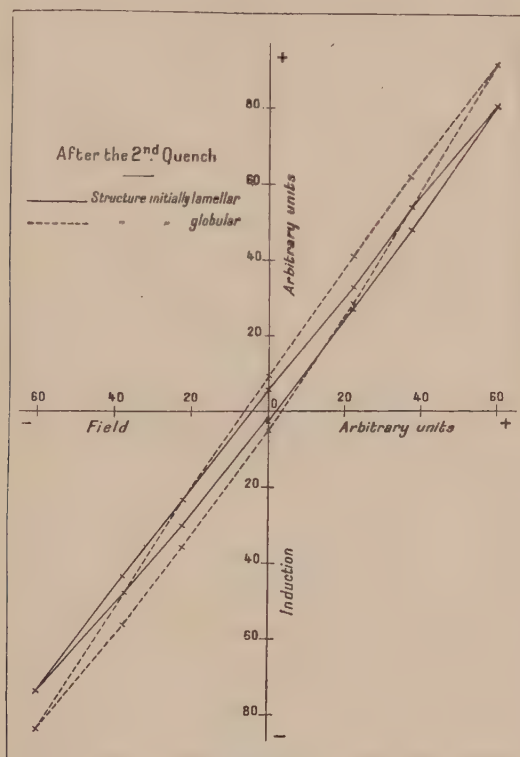 +
80
After the 2nd. Quench
Structure initially lamellar
" " globular
60
Arbitrary units
40
20
60 40 20 0 20 40 60
- Field Arbitrary units +
20
40
Induction
60
80
-